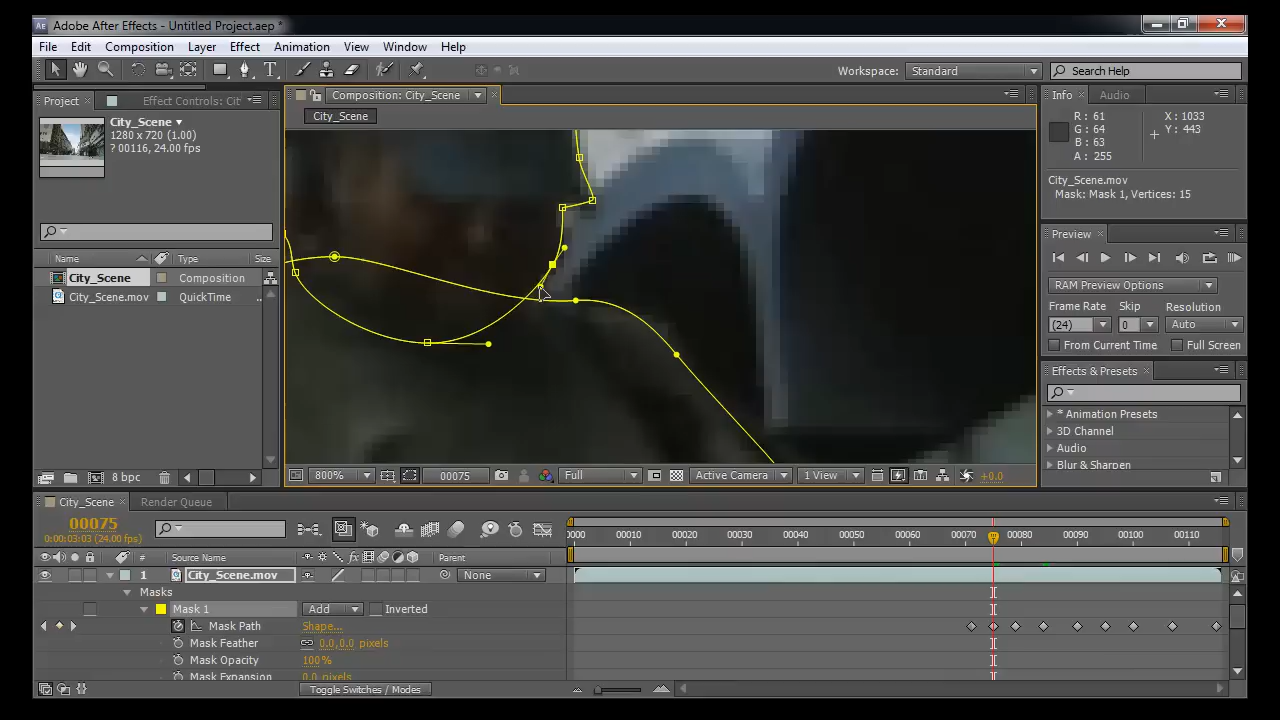 Adobe After Effects - Untitled Project.aep *
File Edit Composition Layer Effect Animation View Window Help
Workspace: Standard Search Help
Project Effect Controls: Cit
Composition: City_Scene
Info Audio
City_Scene
City_Scene
1280 x 720 (1.00)
? 00116, 24.00 fps
R: 61
G: 64
B: 63
A: 255
X: 1033
Y: 443
City_Scene.mov
Mask: Mask 1, Vertices: 15
Preview
RAM Preview Options
Frame Rate Skip Resolution
(24) 0 Auto
From Current Time Full Screen
Name Type Size
City_Scene Composition
City_Scene.mov QuickTime ..
Effects & Presets
* Animation Presets
3D Channel
Audio
Blur & Sharpen
8 bpc
800% 00075 Full Active Camera 1 View +0.0
City_Scene Render Queue
00075
0:00:03:03 (24.00 fps)
0000 00010 00020 00030 00040 00050 00060 00070 00080 00090 00100 00110
# Source Name fx Parent
1 City_Scene.mov None
Masks
Mask 1 Add Inverted
Mask Path Shape...
Mask Feather 0.0,0.0 pixels
Mask Opacity 100%
Mask Expansion 0.0 pixels
Toggle Switches / Modes